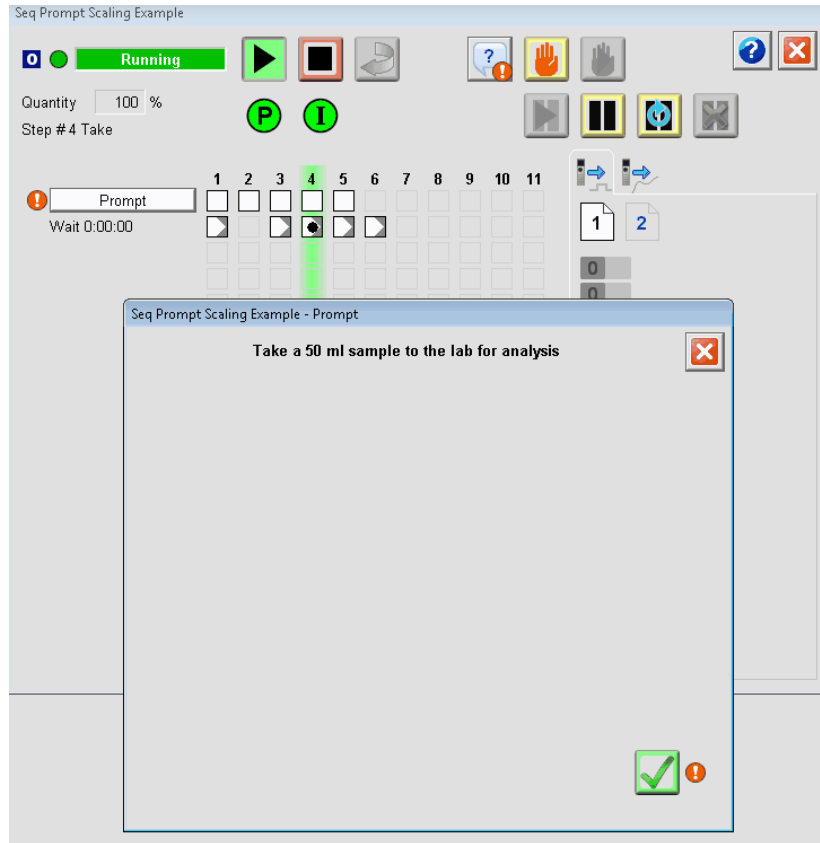 Seq Prompt Scaling Example
O Running
?
?
Quantity 100 %
P I
Step # 4 Take
1 2 3 4 5 6 7 8 9 10 11
Prompt
Wait 0:00:00
1 2
0
0
Seq Prompt Scaling Example - Prompt
Take a 50 ml sample to the lab for analysis